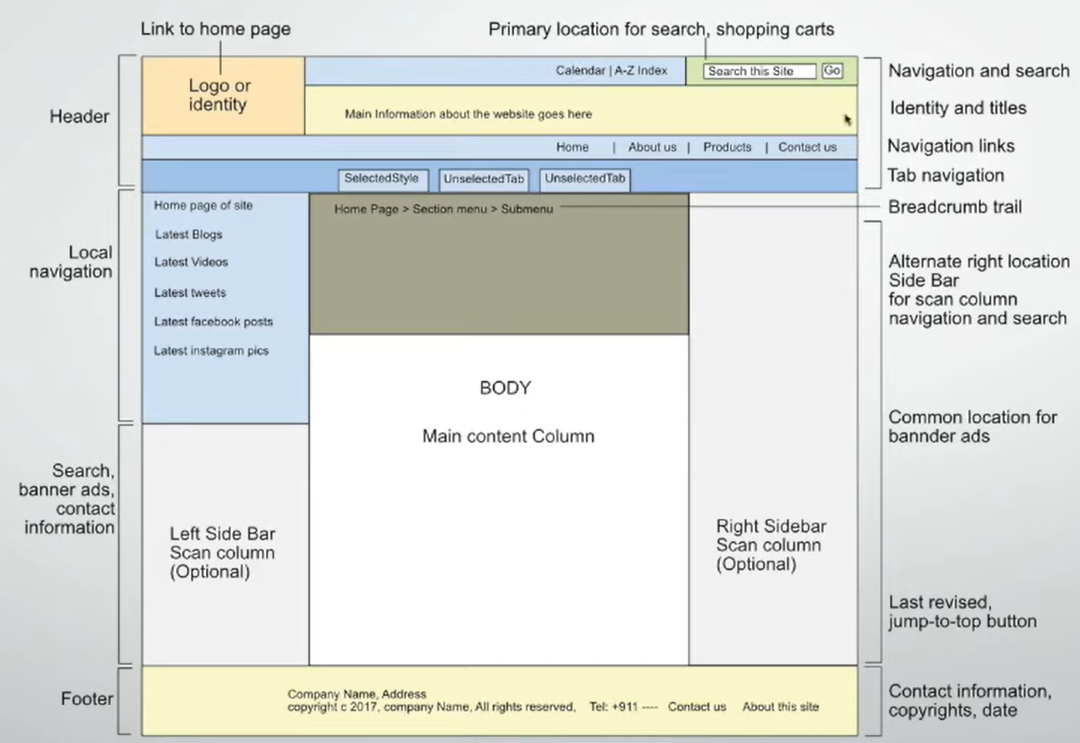 Link to home page
Primary location for search, shopping carts
Header
Logo or
identity
Calendar | A-Z Index
Search this Site
Go
Navigation and search
Main Information about the website goes here
Identity and titles
Home | About us | Products | Contact us
Navigation links
SelectedStyle
UnselectedTab
UnselectedTab
Tab navigation
Local
navigation
Home page of site
Latest Blogs
Latest Videos
Latest tweets
Latest facebook posts
Latest instagram pics
Home Page > Section menu > Submenu
Breadcrumb trail
Alternate right location
Side Bar
for scan column
navigation and search
BODY
Main content Column
Common location for
bannder ads
Search,
banner ads,
contact
information
Left Side Bar
Scan column
(Optional)
Right Sidebar
Scan column
(Optional)
Last revised,
jump-to-top button
Footer
Company Name, Address
copyright c 2017, company Name, All rights reserved, Tel: +911 ---- Contact us About this site
Contact information,
copyrights, date